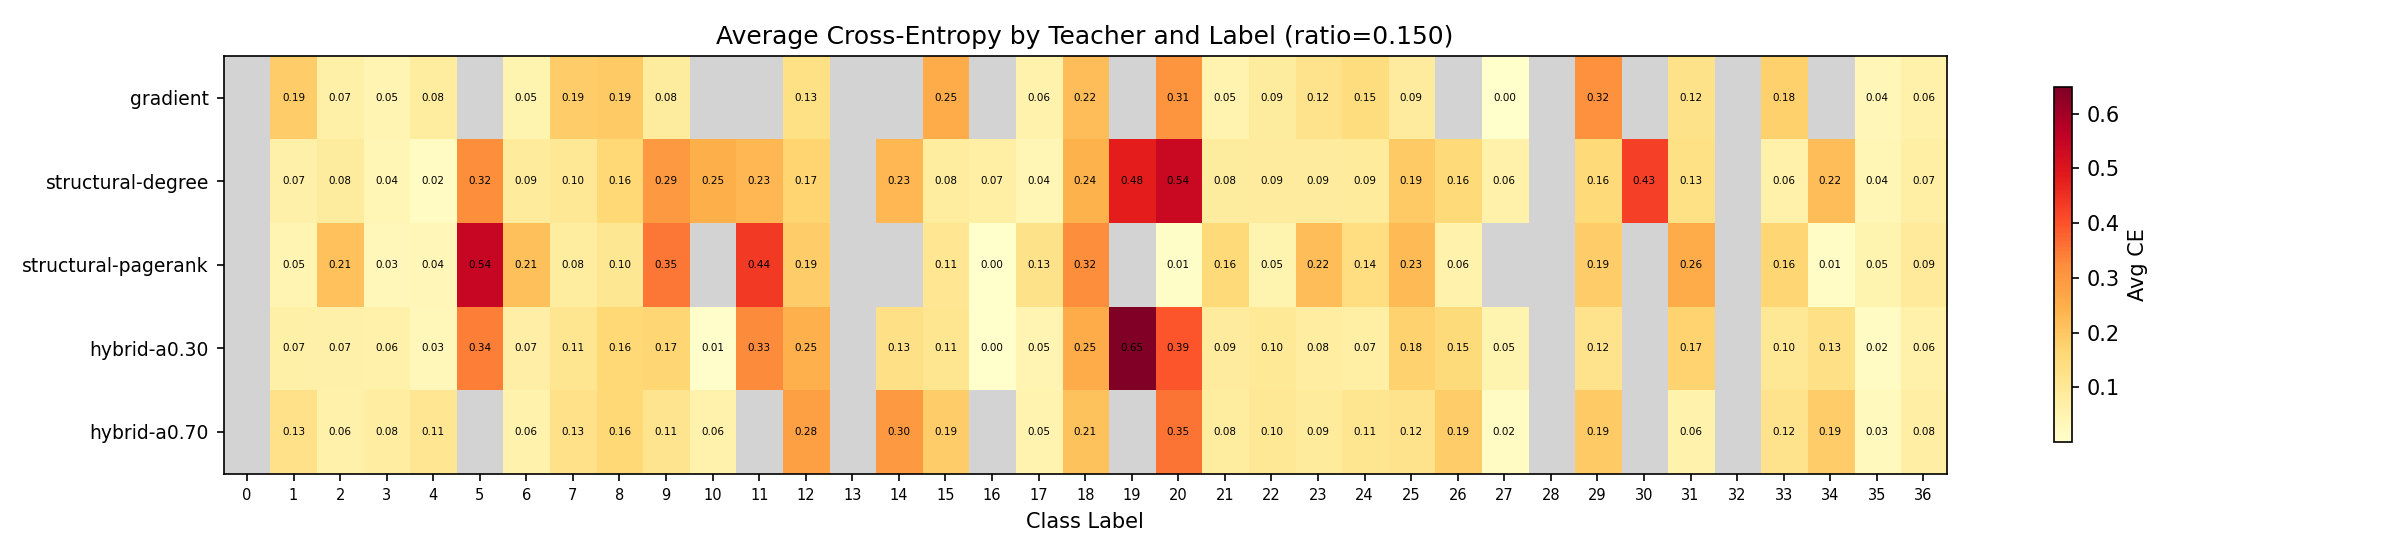 Average Cross-Entropy by Teacher and Label (ratio=0.150)
gradient 0.19 0.07 0.05 0.08 0.05 0.19 0.19 0.08 0.13 0.25 0.06 0.22 0.31 0.05 0.09 0.12 0.15 0.09 0.00 0.32 0.12 0.18 0.04 0.06
structural-degree 0.07 0.08 0.04 0.02 0.32 0.09 0.10 0.16 0.29 0.25 0.23 0.17 0.23 0.08 0.07 0.04 0.24 0.48 0.54 0.08 0.09 0.09 0.09 0.19 0.16 0.06 0.16 0.43 0.13 0.06 0.22 0.04 0.07
structural-pagerank 0.05 0.21 0.03 0.04 0.54 0.21 0.08 0.10 0.35 0.44 0.19 0.11 0.00 0.13 0.32 0.01 0.16 0.05 0.22 0.14 0.23 0.06 0.19 0.26 0.16 0.01 0.05 0.09
hybrid-a0.30 0.07 0.07 0.06 0.03 0.34 0.07 0.11 0.16 0.17 0.01 0.33 0.25 0.13 0.11 0.00 0.05 0.25 0.65 0.39 0.09 0.10 0.08 0.07 0.18 0.15 0.05 0.12 0.17 0.10 0.13 0.02 0.06
hybrid-a0.70 0.13 0.06 0.08 0.11 0.06 0.13 0.16 0.11 0.06 0.28 0.30 0.19 0.05 0.21 0.35 0.08 0.10 0.09 0.11 0.12 0.19 0.02 0.19 0.06 0.12 0.19 0.03 0.08
0 1 2 3 4 5 6 7 8 9 10 11 12 13 14 15 16 17 18 19 20 21 22 23 24 25 26 27 28 29 30 31 32 33 34 35 36
Class Label
0.6
0.5
0.4
0.3
0.2
0.1
Avg CE